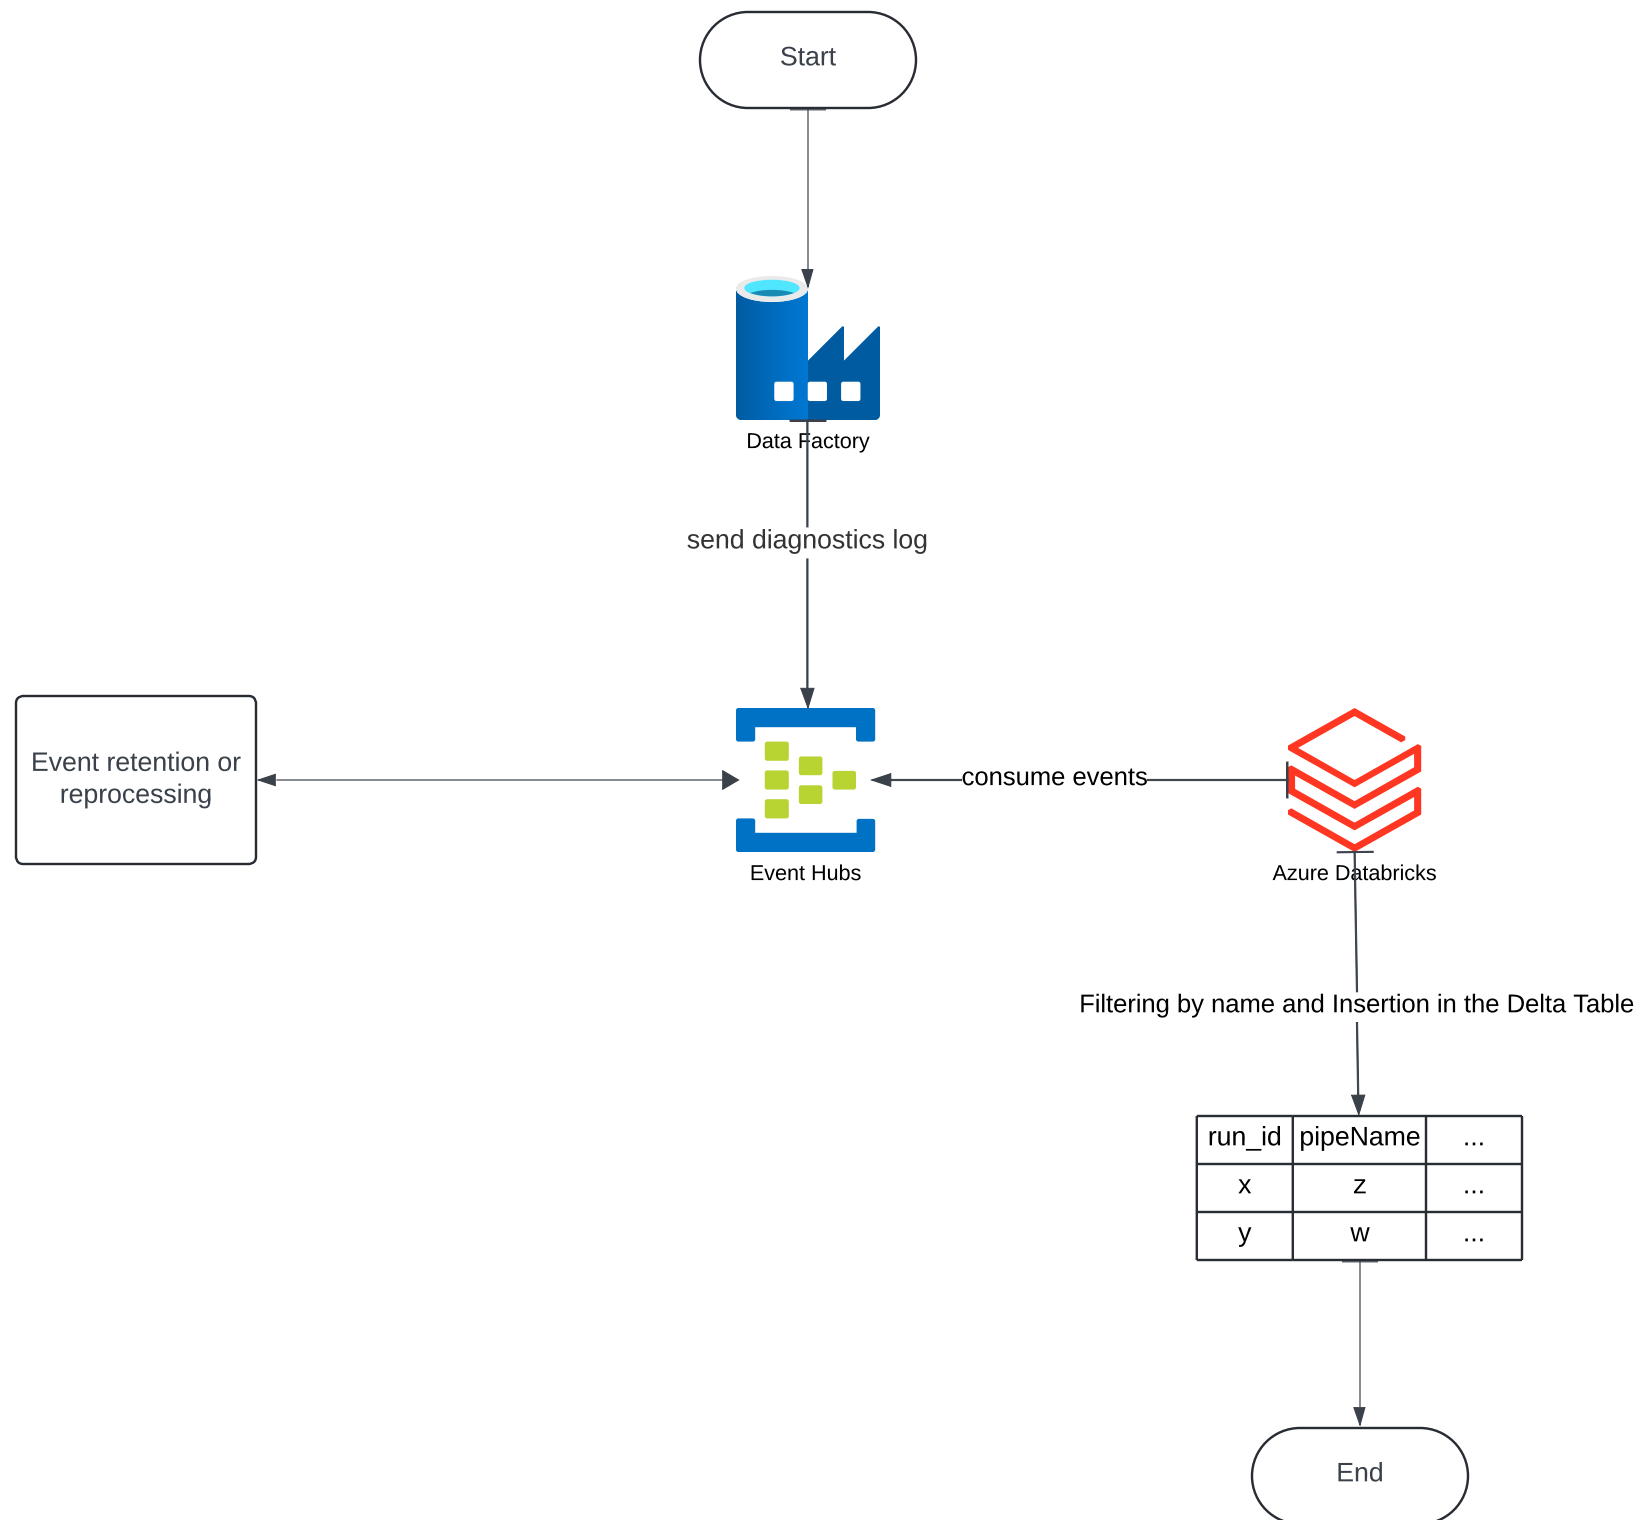 Start
Data Factory
send diagnostics log
Event retention or
reprocessing
Event Hubs
consume events
Azure Databricks
Filtering by name and Insertion in the Delta Table
run_id pipeName ...
x z ...
y w ...
End